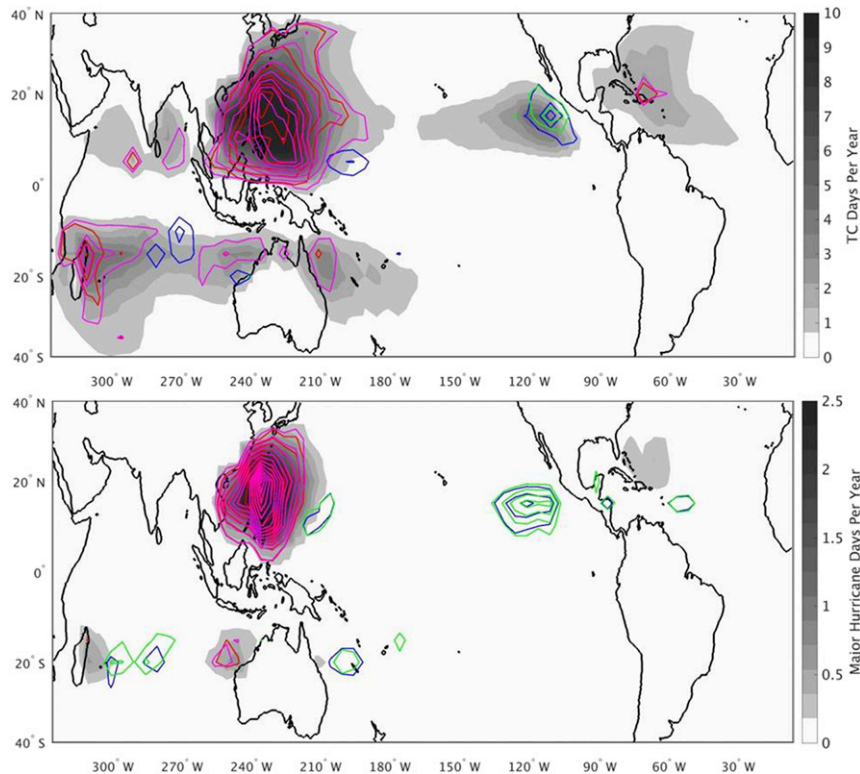 40° N
20° N
0°
20° S
40° S
300° W 270° W 240° W 210° W 180° W 150° W 120° W 90° W 60° W 30° W
10
9
8
7
6
5
4
3
2
1
0
TC Days Per Year
40° N
20° N
0°
20° S
40° S
300° W 270° W 240° W 210° W 180° W 150° W 120° W 90° W 60° W 30° W
2.5
2
1.5
1
0.5
0
Major Hurricane Days Per Year